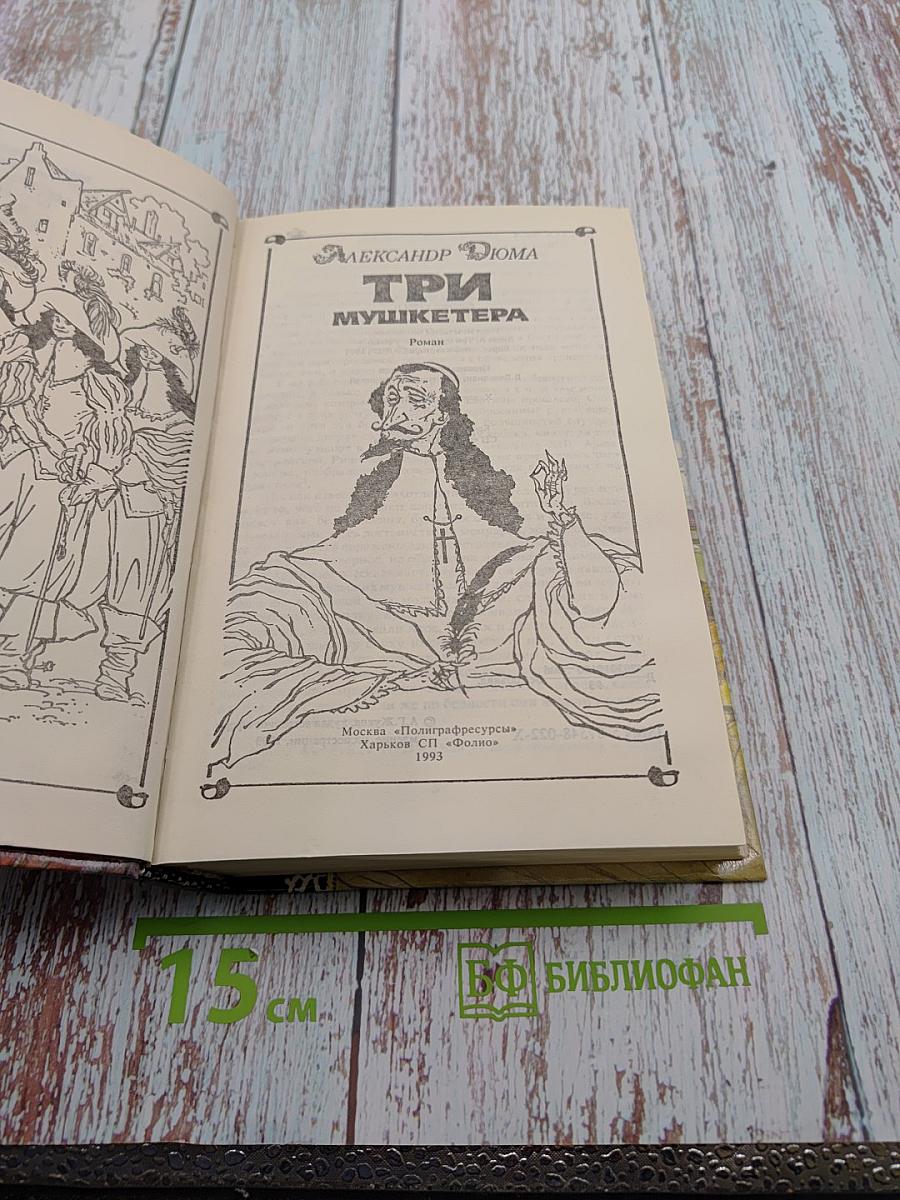 Александр Дюма
ТРИ
МУШКЕТЕРА
Роман
Москва «Полиграфресурсы»
Харьков СП «Фолио»
1993
15 см
БФ БИБЛИОФАН